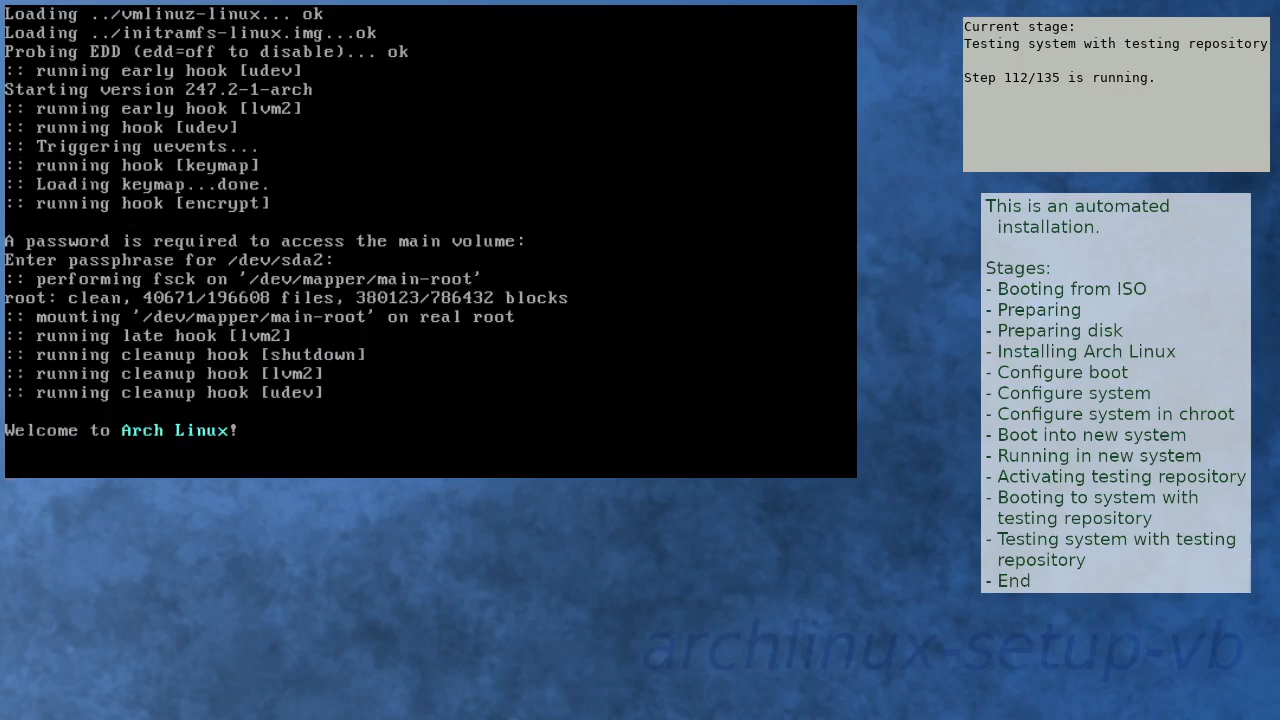 Loading ../vmlinuz-linux... ok
Loading ../initramfs-linux.img...ok
Probing EDD (edd=off to disable)... ok
:: running early hook [udev]
Starting version 247.2-1-arch
:: running early hook [lvm2]
:: running hook [udev]
:: Triggering uevents...
:: running hook [keymap]
:: Loading keymap...done.
:: running hook [encrypt]
A password is required to access the main volume:
Enter passphrase for /dev/sda2:
:: performing fsck on '/dev/mapper/main-root'
root: clean, 40671/196608 files, 380123/786432 blocks
:: mounting '/dev/mapper/main-root' on real root
:: running late hook [lvm2]
:: running cleanup hook [shutdown]
:: running cleanup hook [lvm2]
:: running cleanup hook [udev]
Welcome to Arch Linux!
Current stage:
Testing system with testing repository
Step 112/135 is running.
This is an automated
installation.
Stages:
- Booting from ISO
- Preparing
- Preparing disk
- Installing Arch Linux
- Configure boot
- Configure system
- Configure system in chroot
- Boot into new system
- Running in new system
- Activating testing repository
- Booting to system with
testing repository
- Testing system with testing
repository
- End
archlinux-setup-vb